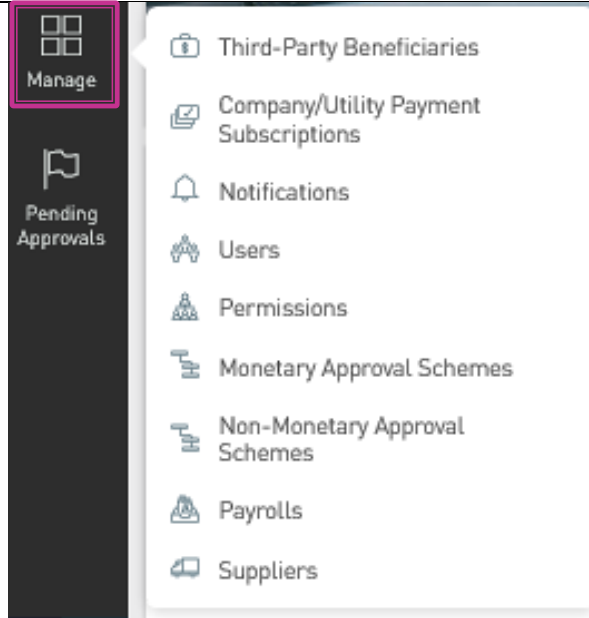 Manage
Pending
Approvals
Third-Party Beneficiaries
Company/Utility Payment
Subscriptions
Notifications
Users
Permissions
Monetary Approval Schemes
Non-Monetary Approval
Schemes
Payrolls
Suppliers